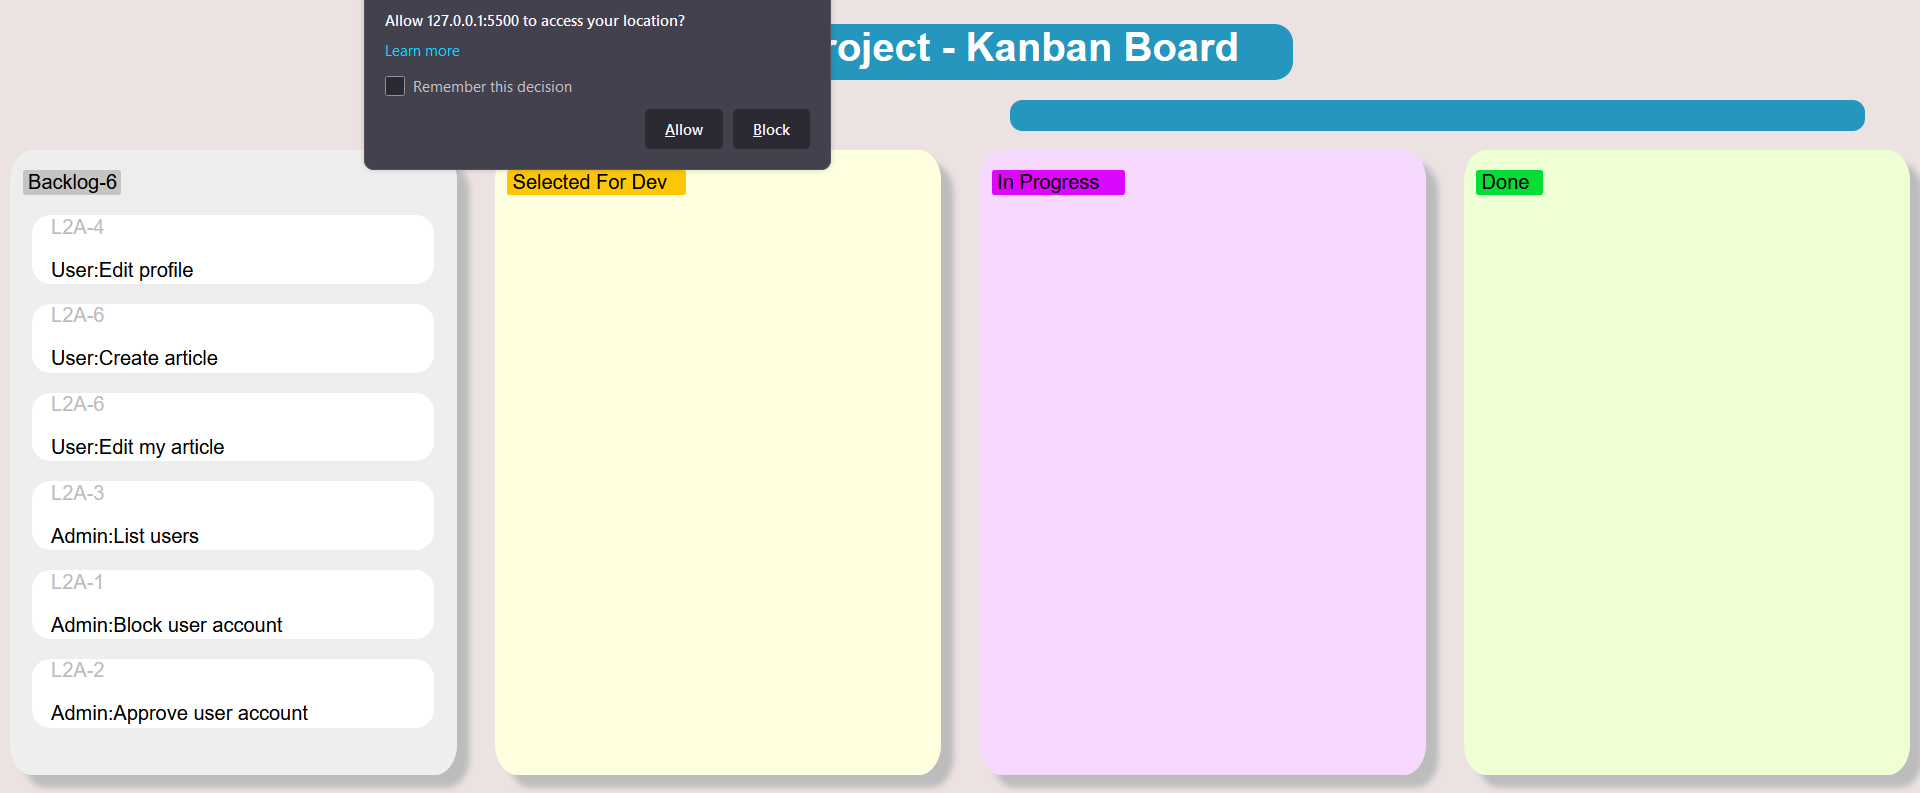 Allow 127.0.0.1:5500 to access your location?
Learn more
Remember this decision
Allow Block
roject - Kanban Board
Backlog-6
L2A-4
User:Edit profile
L2A-6
User:Create article
L2A-6
User:Edit my article
L2A-3
Admin:List users
L2A-1
Admin:Block user account
L2A-2
Admin:Approve user account
Selected For Dev
In Progress
Done